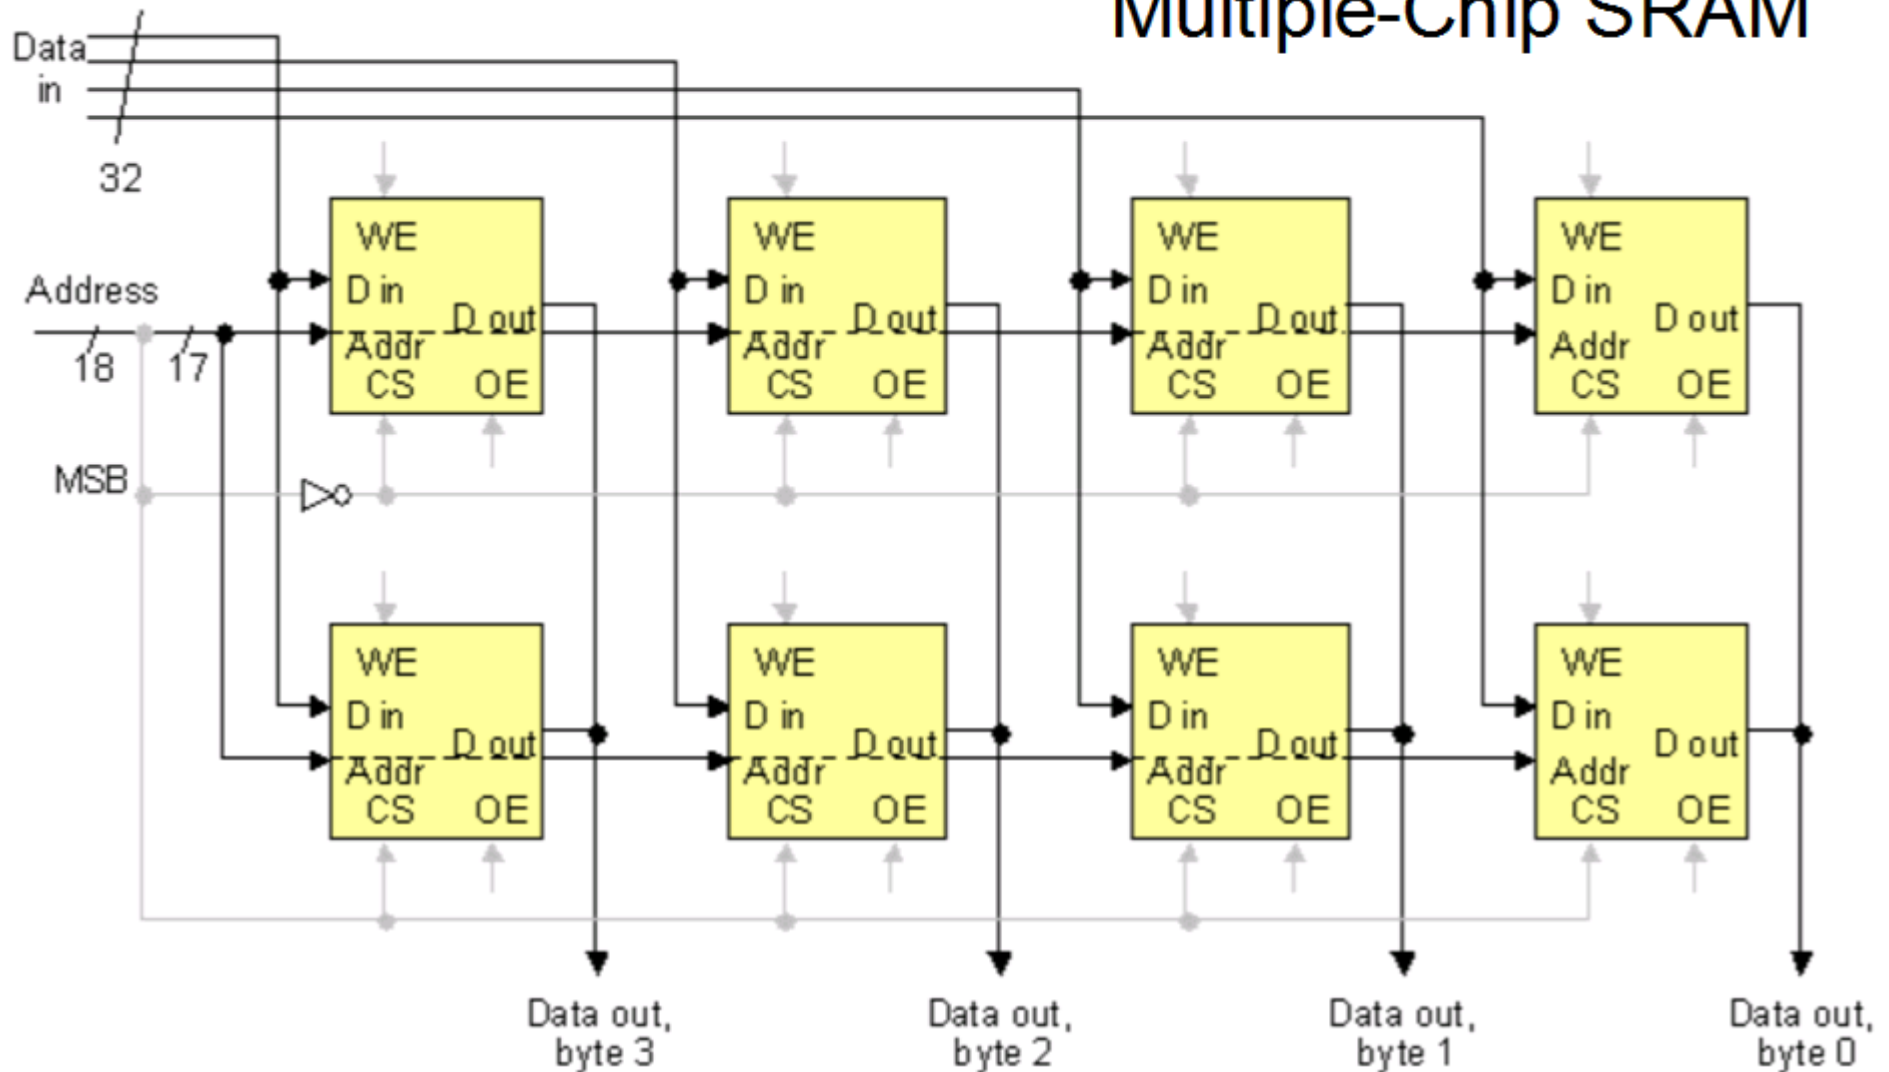 Multiple-Chip SRAM
Data
in
32
WE
D in
D out
Addr
CS OE
WE
D in
D out
Addr
CS OE
WE
D in
D out
Addr
CS OE
WE
D in
D out
Addr
CS OE
Address
18 17
MSB
WE
D in
D out
Addr
CS OE
WE
D in
D out
Addr
CS OE
WE
D in
D out
Addr
CS OE
WE
D in
D out
Addr
CS OE
Data out,
byte 3
Data out,
byte 2
Data out,
byte 1
Data out,
byte 0